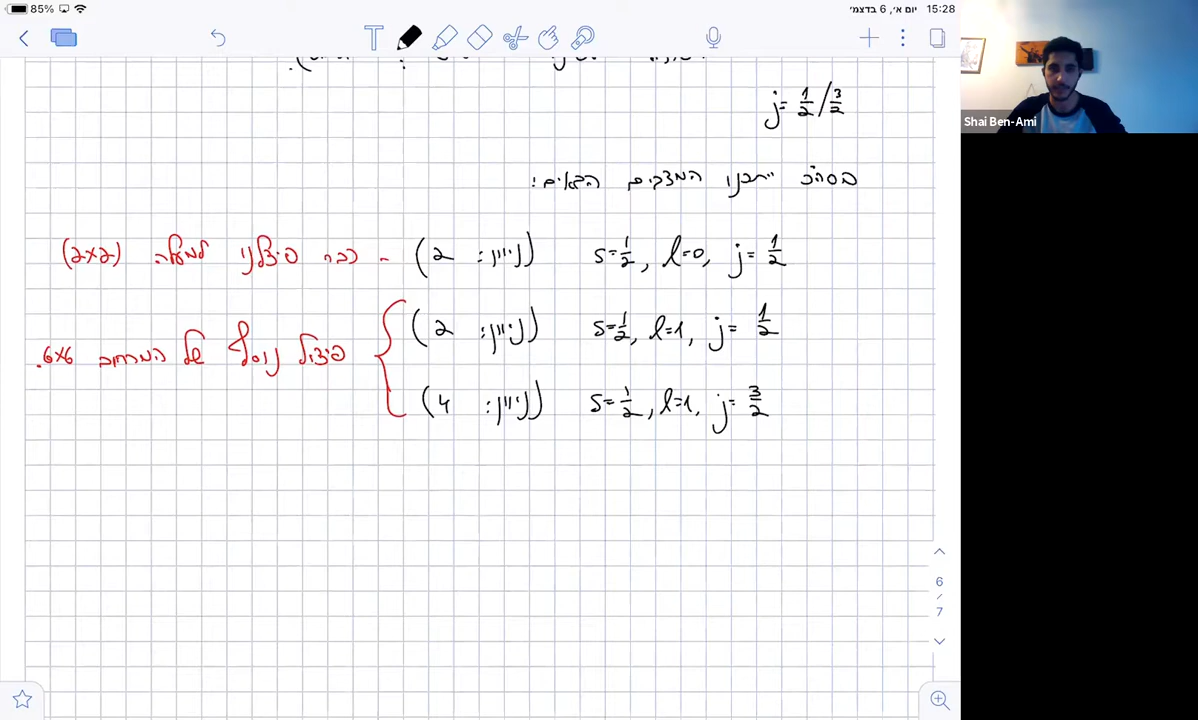 85%
15:28 יום א׳, 6 בדצמ׳
Shai Ben-Ami
j= 1/2 / 3/2
בסה״כ ייתכנו המצבים הבאים:
s=1/2, l=0, j=1/2 (ניוון: 2) - כבר פיצלנו למעלה (2x2)
s=1/2, l=1, j=1/2 (ניוון: 2)
פיצול נוסף של המרחב 6x6.
s=1/2, l=1, j=3/2 (ניוון: 4)
6
/
7